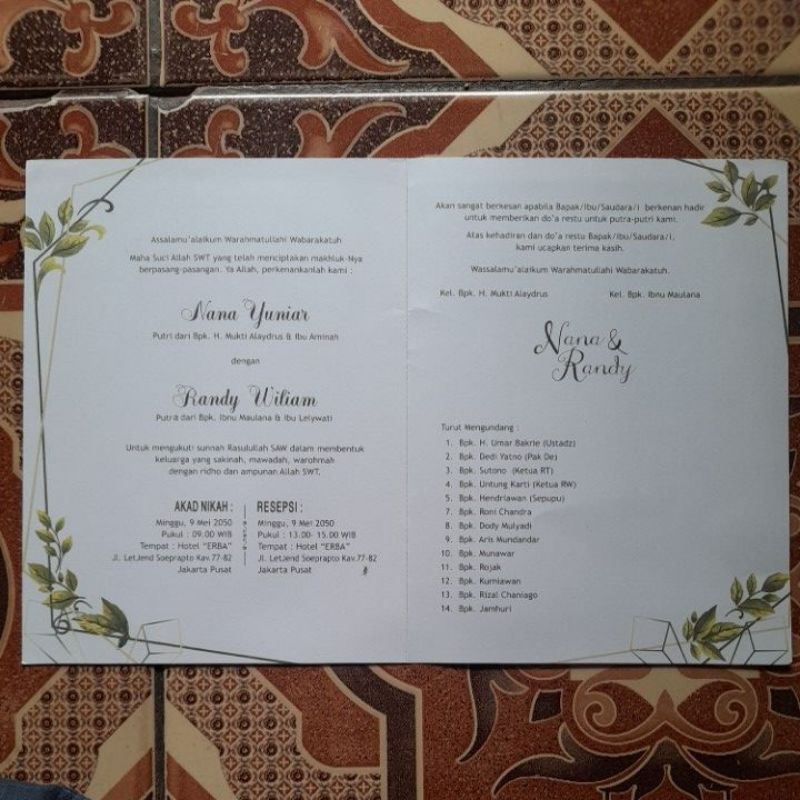 Assalamu'alaikum Warahmatullahi Wabarakatuh
Maha Suci Allah SWT yang telah menciptakan makhluk-Nya
berpasang-pasangan. Ya Allah, perkenankanlah kami :
Nana Yuniar
Putri dari Bpk. H. Mukti Alaydrus & Ibu Aminah
dengan
Randy Wiliam
Putra dari Bpk. Ibnu Maulana & Ibu Lelywati
Untuk mengukuti sunnah Rasulullah SAW dalam membentuk
keluarga yang sakinah, mawadah, warohmah
dengan ridho dan ampunan Allah SWT.
AKAD NIKAH :
Minggu, 9 Mei 2050
Pukul : 09.00 WIB
Tempat : Hotel "ERBA"
Jl. LetJend Soeprapto Kav.77-82
Jakarta Pusat
RESEPSI :
Minggu, 9 Mei 2050
Pukul : 13.00- 15.00 WIB
Tempat : Hotel "ERBA"
Jl. LetJend Soeprapto Kav.77-82
Jakarta Pusat
Akan sangat berkesan apabila Bapak/Ibu/Saudara/i berkenan hadir
untuk memberikan do'a restu untuk putra-putri kami.
Atas kehadiran dan do'a restu Bapak/Ibu/Saudara/i,
kami ucapkan terima kasih.
Wassalamu'alaikum Warahmatullahi Wabarakatuh.
Kel. Bpk. H. Mukti Alaydrus Kel. Bpk. Ibnu Maulana
Nana &
Randy
Turut Mengundang :
1. Bpk. H. Umar Bakrie (Ustadz)
2. Bpk. Dedi Yatno (Pak De)
3. Bpk. Sutono (Ketua RT)
4. Bpk. Untung Karti (Ketua RW)
5. Bpk. Hendriawan (Sepupu)
7. Bpk. Roni Chandra
8. Bpk. Dody Mulyadi
9. Bpk. Aris Mundandar
10. Bpk. Munawar
11. Bpk. Rojak
12. Bpk. Kurniawan
13. Bpk. Rizal Chaniago
14. Bpk. Jamhuri